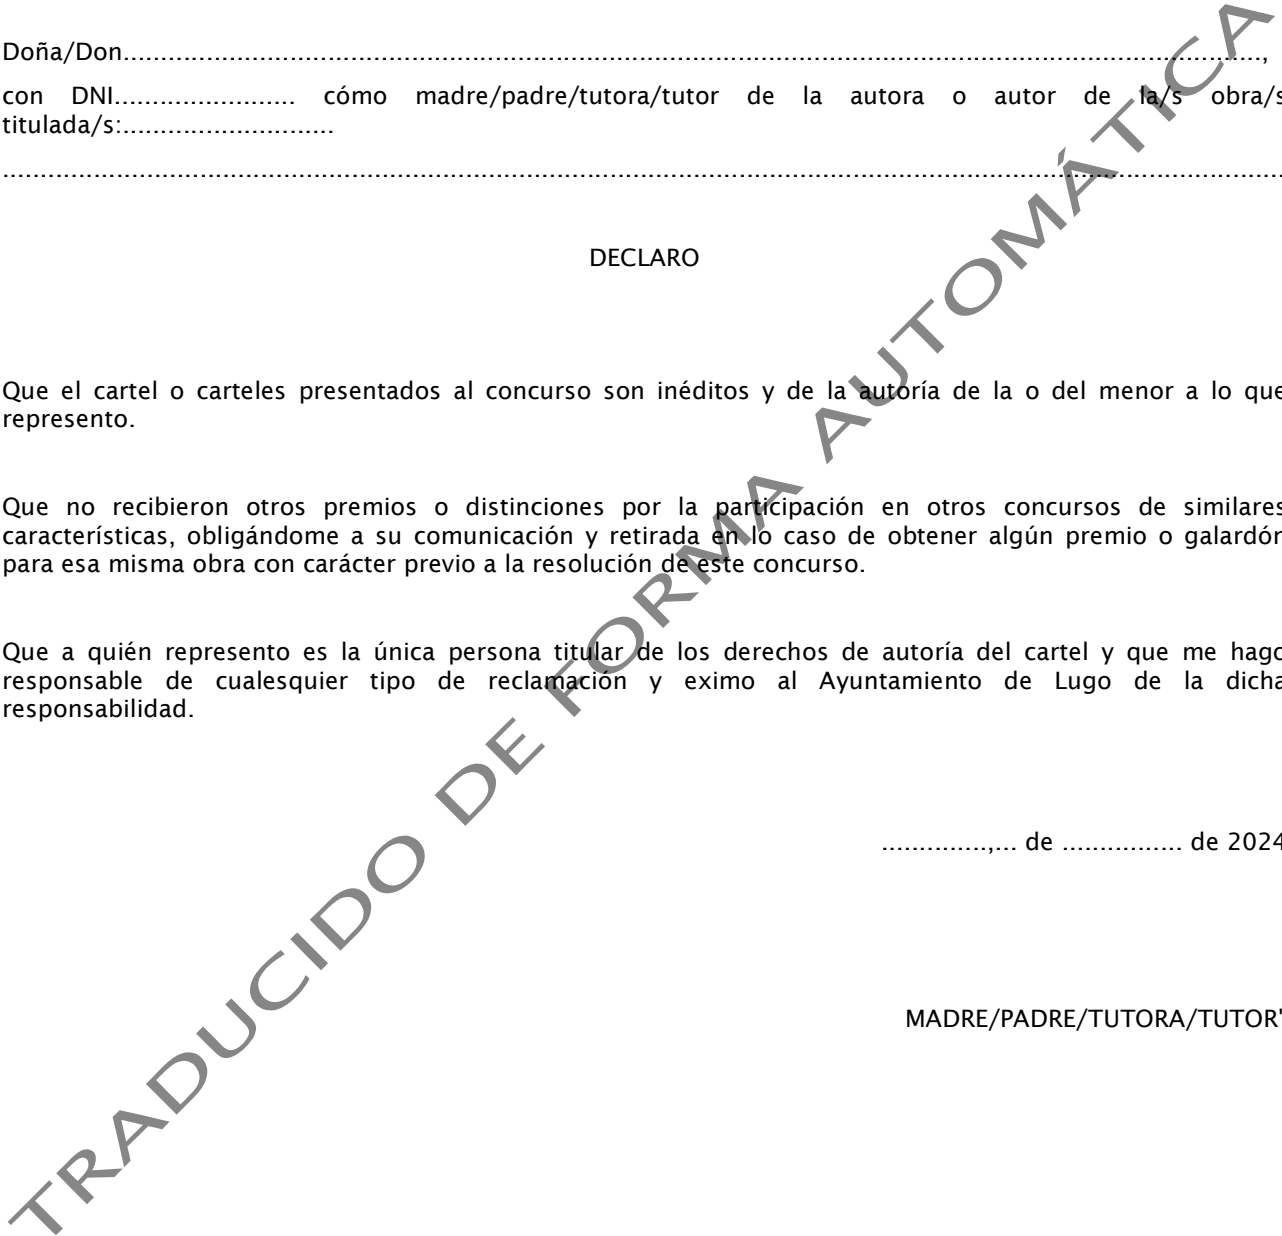 Doña/Don........................................................................................................................................................,
con DNI........................ cómo madre/padre/tutora/tutor de la autora o autor de la/s obra/s
titulada/s:............................
...........................................................................................................................................................................
DECLARO
Que el cartel o carteles presentados al concurso son inéditos y de la autoría de la o del menor a lo que
represento.
Que no recibieron otros premios o distinciones por la participación en otros concursos de similares
características, obligándome a su comunicación y retirada en lo caso de obtener algún premio o galardón
para esa misma obra con carácter previo a la resolución de este concurso.
Que a quién represento es la única persona titular de los derechos de autoría del cartel y que me hago
responsable de cualesquier tipo de reclamación y eximo al Ayuntamiento de Lugo de la dicha
responsabilidad.
..............,... de ................ de 2024
MADRE/PADRE/TUTORA/TUTOR"
TRADUCIDO DE FORMA AUTOMÁTICA